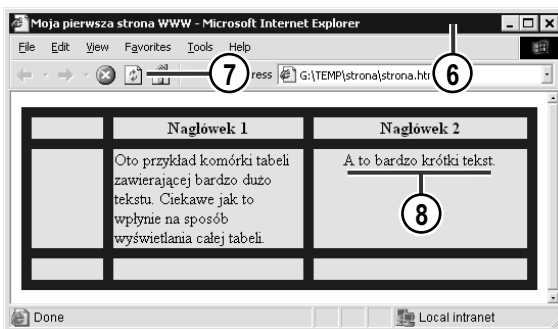 Moja pierwsza strona WWW - Microsoft Internet Explorer
File Edit View Favorites Tools Help
7 ress G:\TEMP\strona\strona.ht 6
Nagłówek 1 Nagłówek 2
Oto przykład komórki tabeli
zawierającej bardzo dużo
tekstu. Ciekawe jak to
wpłynie na sposób
wyświetlania całej tabeli.
A to bardzo krótki tekst.
8
Done Local intranet